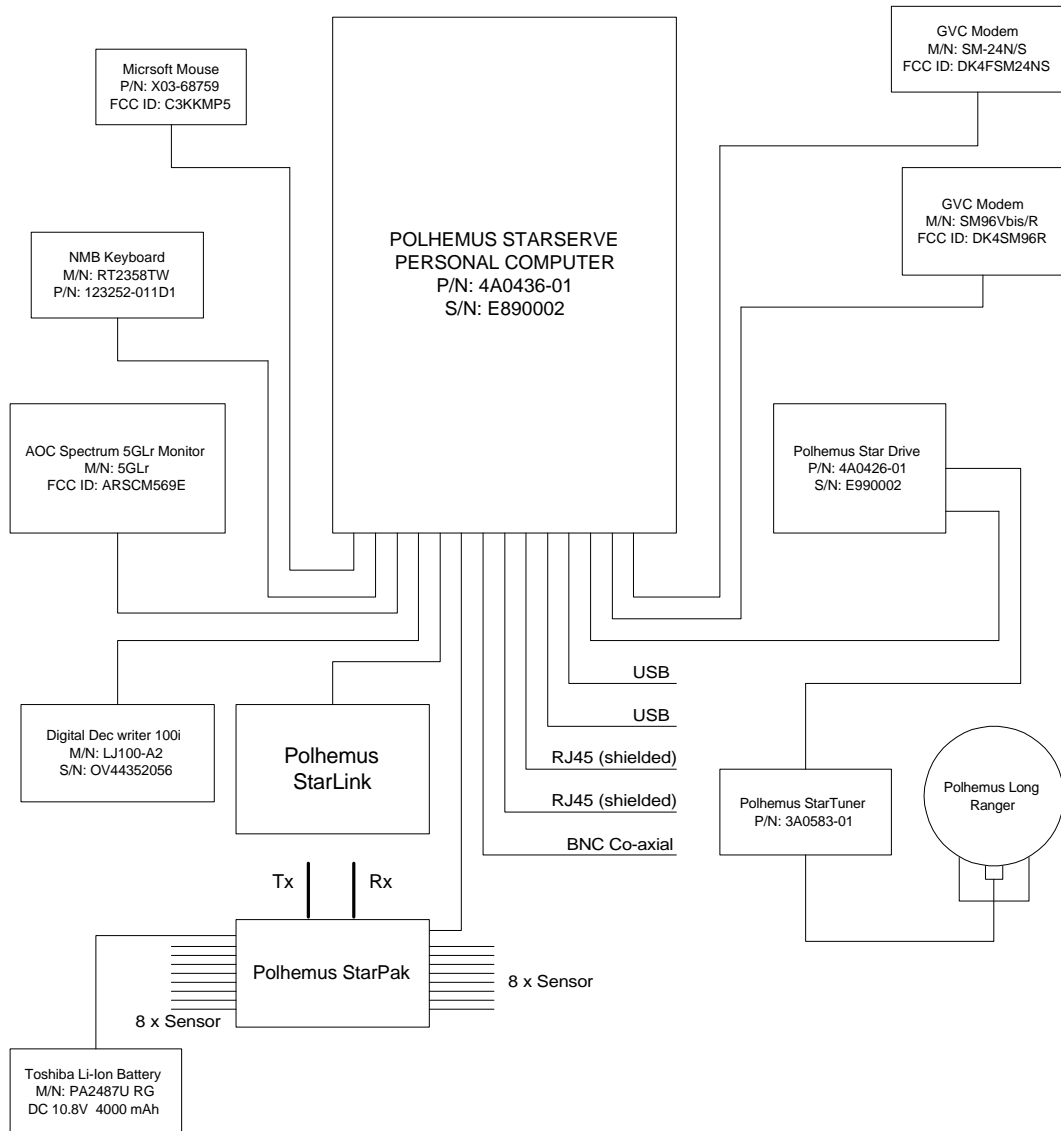 GVC Modem
M/N: SM-24N/S
FCC ID: DK4FSM24NS
Micrsoft Mouse
P/N: X03-68759
FCC ID: C3KKMP5
GVC Modem
M/N: SM96Vbis/R
FCC ID: DK4SM96R
POLHEMUS STARSERVE
PERSONAL COMPUTER
P/N: 4A0436-01
S/N: E890002
NMB Keyboard
M/N: RT2358TW
P/N: 123252-011D1
AOC Spectrum 5GLr Monitor
M/N: 5GLr
FCC ID: ARSCM569E
Polhemus Star Drive
P/N: 4A0426-01
S/N: E990002
USB
USB
RJ45 (shielded)
RJ45 (shielded)
BNC Co-axial
Digital Dec writer 100i
M/N: LJ100-A2
S/N: OV44352056
Polhemus
StarLink
Polhemus StarTuner
P/N: 3A0583-01
Polhemus Long
Ranger
Tx
Rx
Polhemus StarPak
8 x Sensor
8 x Sensor
Toshiba Li-Ion Battery
M/N: PA2487U RG
DC 10.8V 4000 mAh